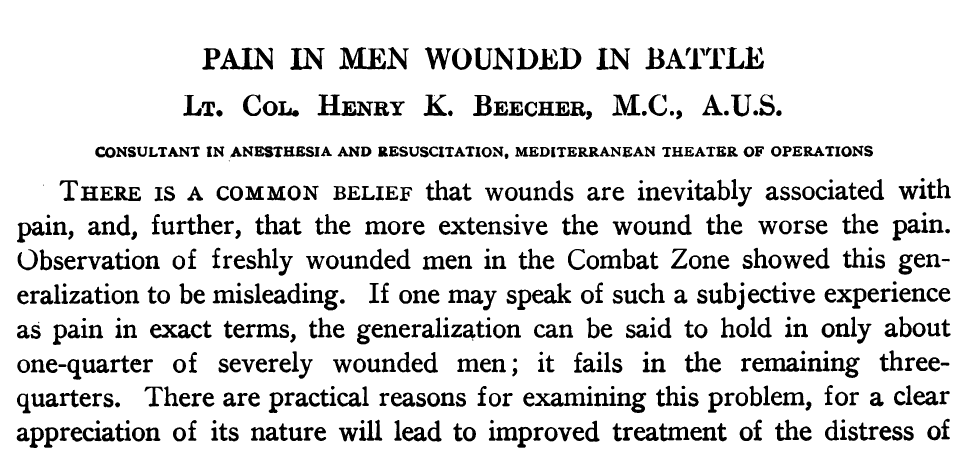 PAIN IN MEN WOUNDED IN BATTLE
LT. COL. HENRY K. BEECHER, M.C., A.U.S.
CONSULTANT IN ANESTHESIA AND RESUSCITATION, MEDITERRANEAN THEATER OF OPERATIONS
THERE IS A COMMON BELIEF that wounds are inevitably associated with
pain, and, further, that the more extensive the wound the worse the pain.
Observation of freshly wounded men in the Combat Zone showed this gen-
eralization to be misleading. If one may speak of such a subjective experience
as pain in exact terms, the generalization can be said to hold in only about
one-quarter of severely wounded men; it fails in the remaining three-
quarters. There are practical reasons for examining this problem, for a clear
appreciation of its nature will lead to improved treatment of the distress of